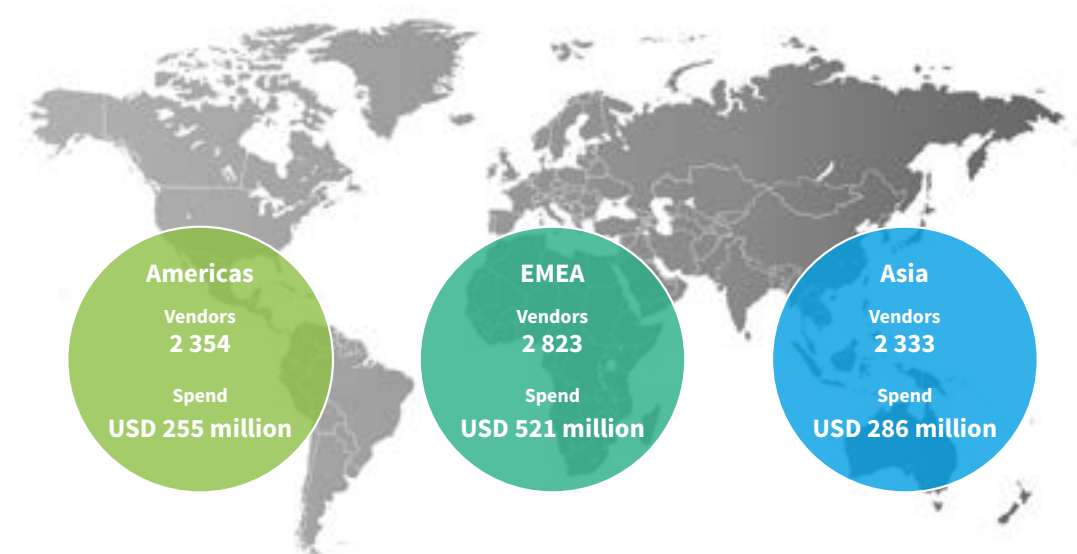 Americas
Vendors
2 354
Spend
USD 255 million
EMEA
Vendors
2 823
Spend
USD 521 million
Asia
Vendors
2 333
Spend
USD 286 million